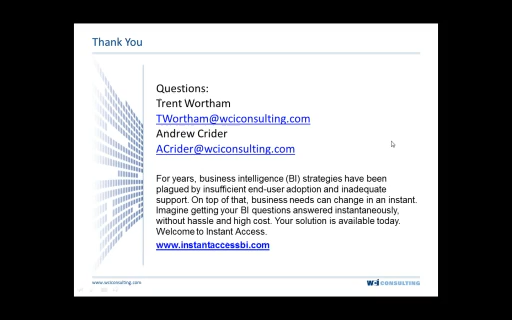 Thank You
Questions:
Trent Wortham
TWortham@wciconsulting.com
Andrew Crider
ACrider@wciconsulting.com
For years, business intelligence (BI) strategies have been
plagued by insufficient end-user adoption and inadequate
support. On top of that, business needs can change in an instant.
Imagine getting your BI questions answered instantaneously,
without hassle and high cost. Your solution is available today.
Welcome to Instant Access.
www.instantaccessbi.com
www.wciconsulting.com
WCI CONSULTING